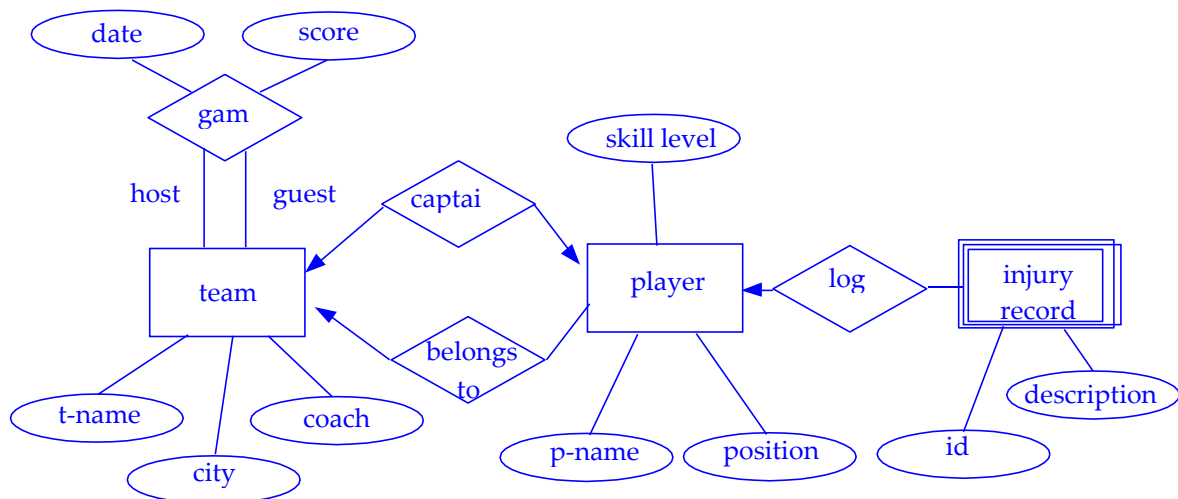 date
score
gam
skill level
host
guest
captai
team
player
log
injury
record
belongs
to
t-name
coach
description
city
p-name
position
id